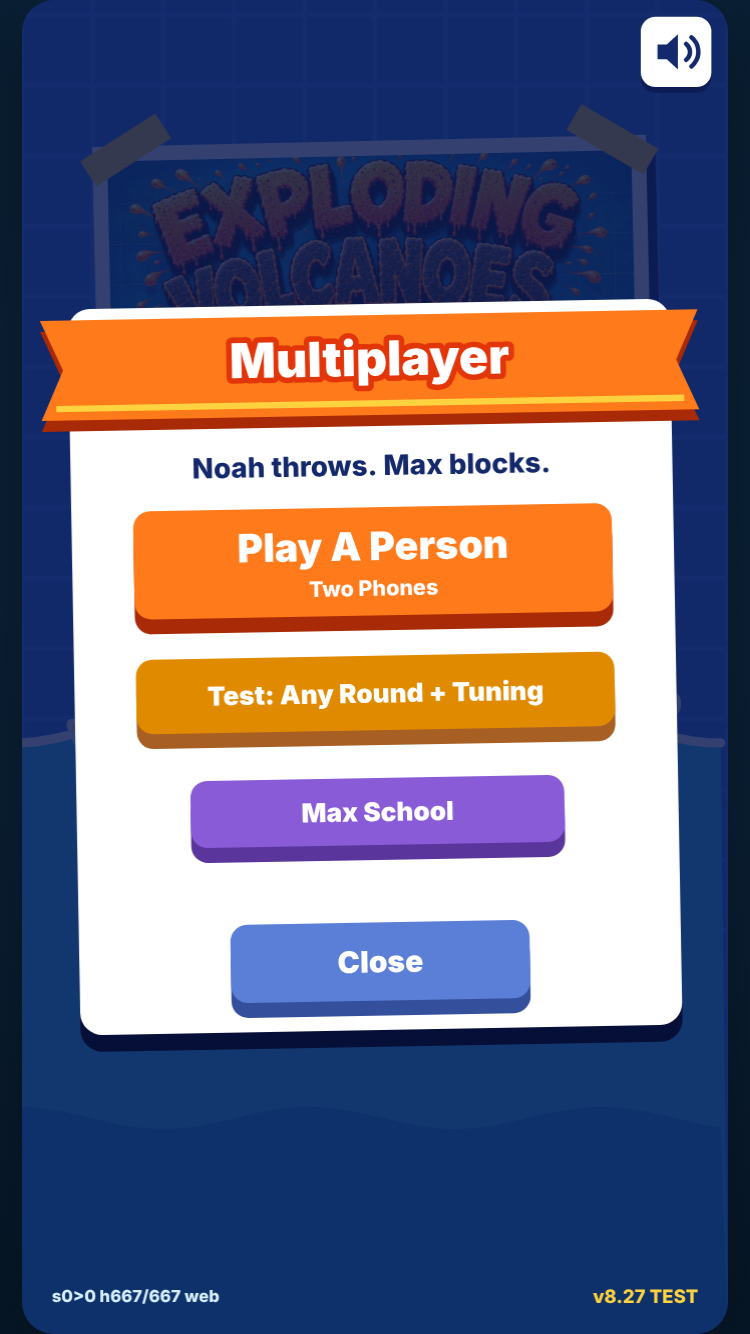 EXPLODING
VOLCANOES
Multiplayer
Noah throws. Max blocks.
Play A Person
Two Phones
Test: Any Round + Tuning
Max School
Close
s0>0 h667/667 web
v8.27 TEST